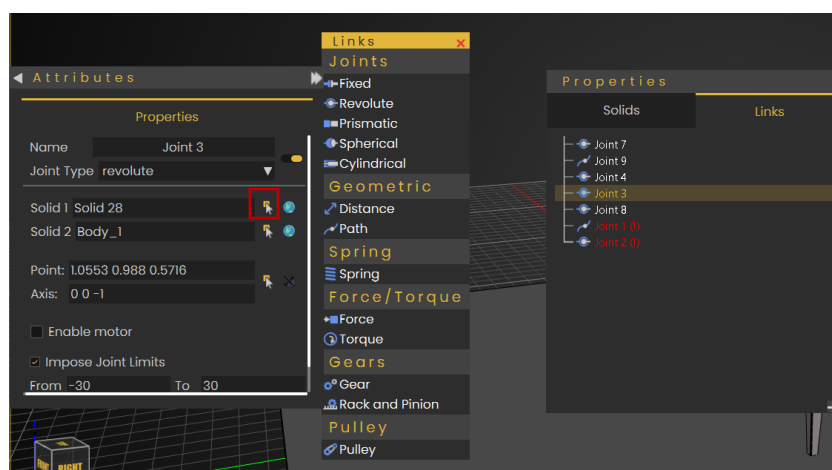 Attributes
Properties
Name Joint 3
Joint Type revolute
Solid 1 Solid 28
Solid 2 Body_1
Point: 1.0553 0.988 0.5716
Axis: 0 0 -1
Enable motor
Impose Joint Limits
From -30 To 30
RIGHT
Links
Joints
Fixed
Revolute
Prismatic
Spherical
Cylindrical
Geometric
Distance
Path
Spring
Spring
Force/Torque
Force
Torque
Gears
Gear
Rack and Pinion
Pulley
Pulley
Properties
Solids Links
Joint 7
Joint 9
Joint 4
Joint 3
Joint 8
Joint 1 (!)
Joint 2 (!)